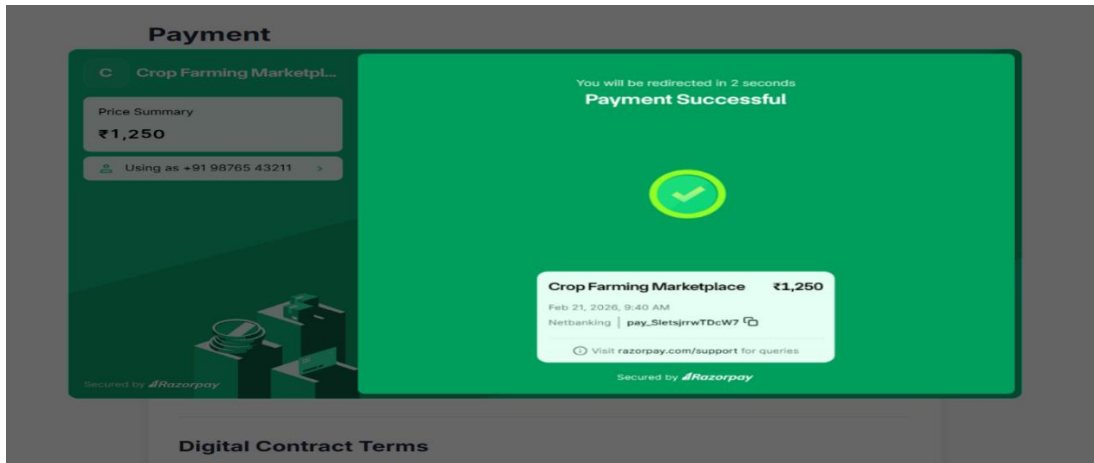 Payment
C Crop Farming Marketpl...
Price Summary
₹1,250
Using as +91 98765 43211 >
Secured by Razorpay
You will be redirected in 2 seconds
Payment Successful
Crop Farming Marketplace ₹1,250
Feb 21, 2026, 9:40 AM
Netbanking | pay_SIetsjrrwTDcW7
Visit razorpay.com/support for queries
Secured by Razorpay
Digital Contract Terms